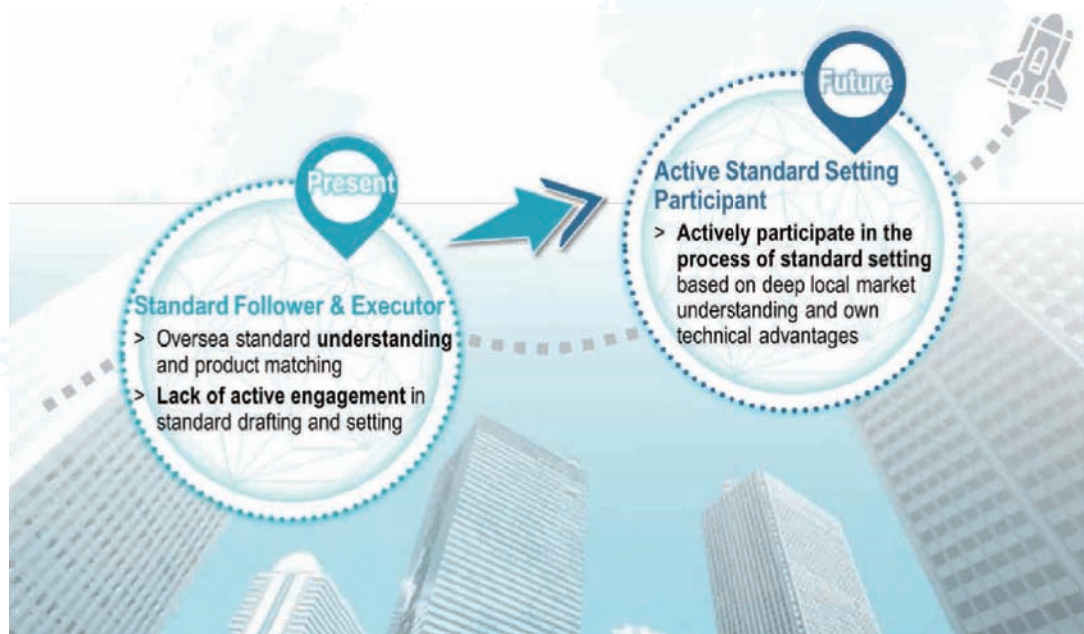 Present
Standard Follower & Executor
> Oversea standard understanding
and product matching
> Lack of active engagement in
standard drafting and setting
Future
Active Standard Setting
Participant
> Actively participate in the
process of standard setting
based on deep local market
understanding and own
technical advantages